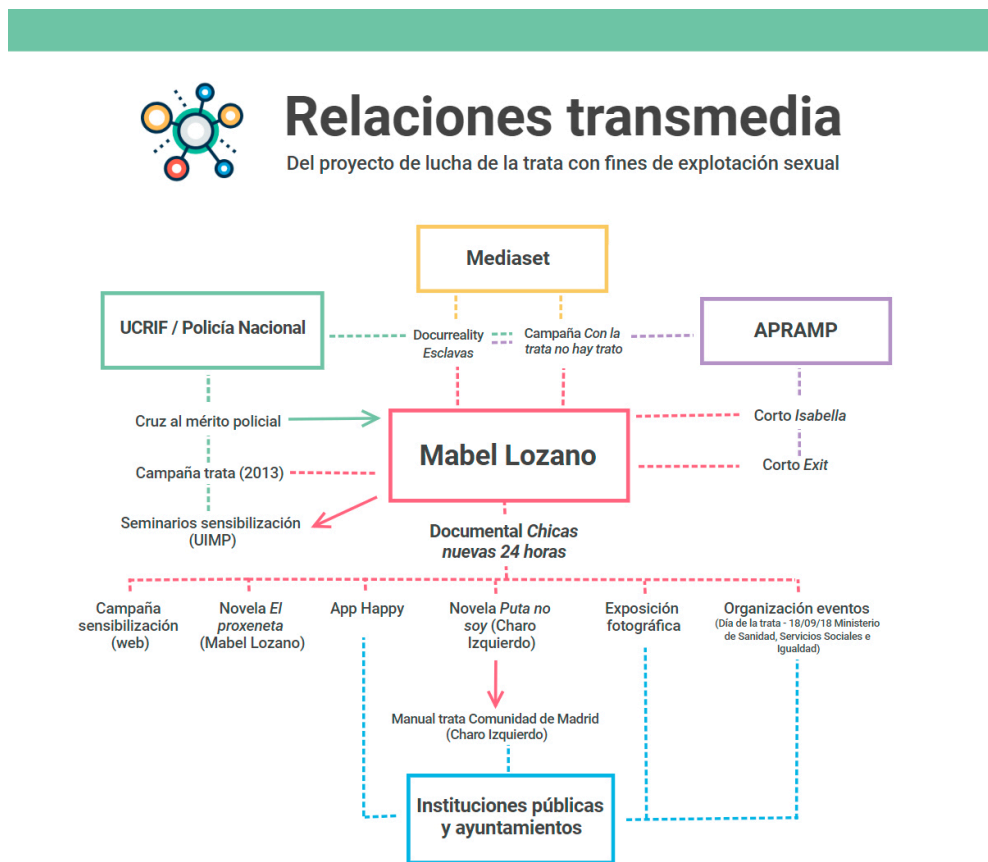 Relaciones transmedia
Del proyecto de lucha de la trata con fines de explotación sexual
Mediaset
UCRIF / Policía Nacional
APRAMP
Docurreality
Esclavas
Campaña Con la
trata no hay trato
Cruz al mérito policial
Campaña trata (2013)
Seminarios sensibilización
(UIMP)
Mabel Lozano
Corto Isabella
Corto Exit
Documental Chicas
nuevas 24 horas
Campaña
sensibilización
(web)
Novela El
proxeneta
(Mabel Lozano)
App Happy
Novela Puta no
soy (Charo
Izquierdo)
Exposición
fotográfica
Organización eventos
(Día de la trata - 18/09/18 Ministerio
de Sanidad, Servicios Sociales e
Igualdad)
Manual trata Comunidad de Madrid
(Charo Izquierdo)
Instituciones públicas
y ayuntamientos